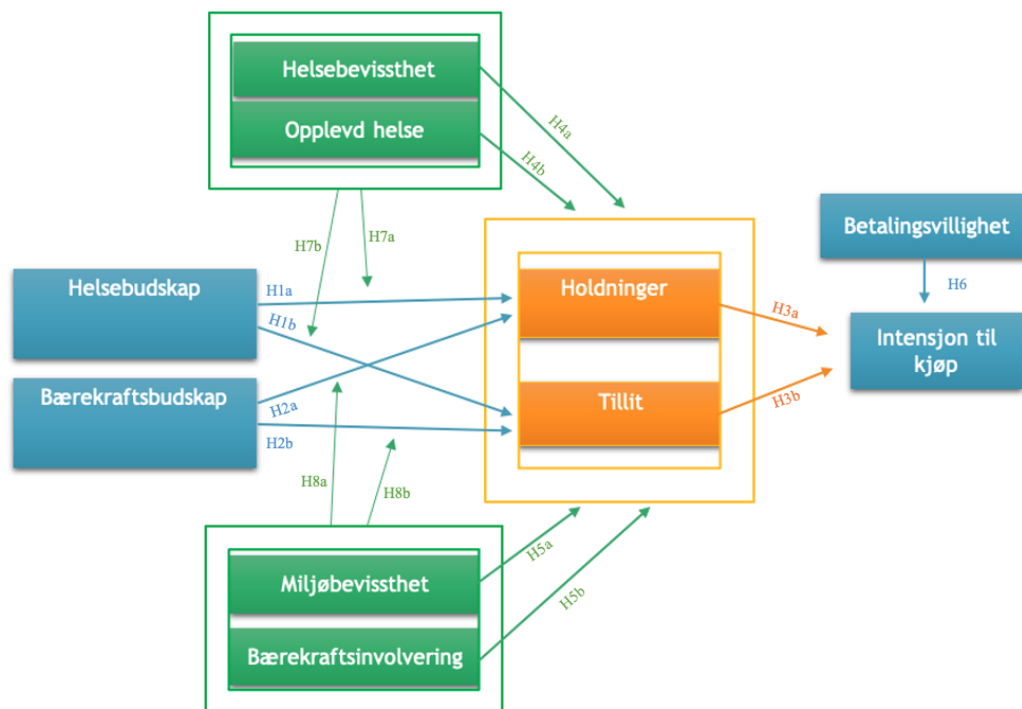 Helsebevissthet
Opplevd helse
H4a
H4b
H7b
H7a
Helsebudskap
H1a
H1b
Bærekraftsbudskap
H2a
H2b
Holdninger
Tillit
H3a
H3b
Betalingsvillighet
H6
Intensjon til
kjøp
H8a
H8b
Miljøbevissthet
Bærekraftsinvolvering
H5a
H5b